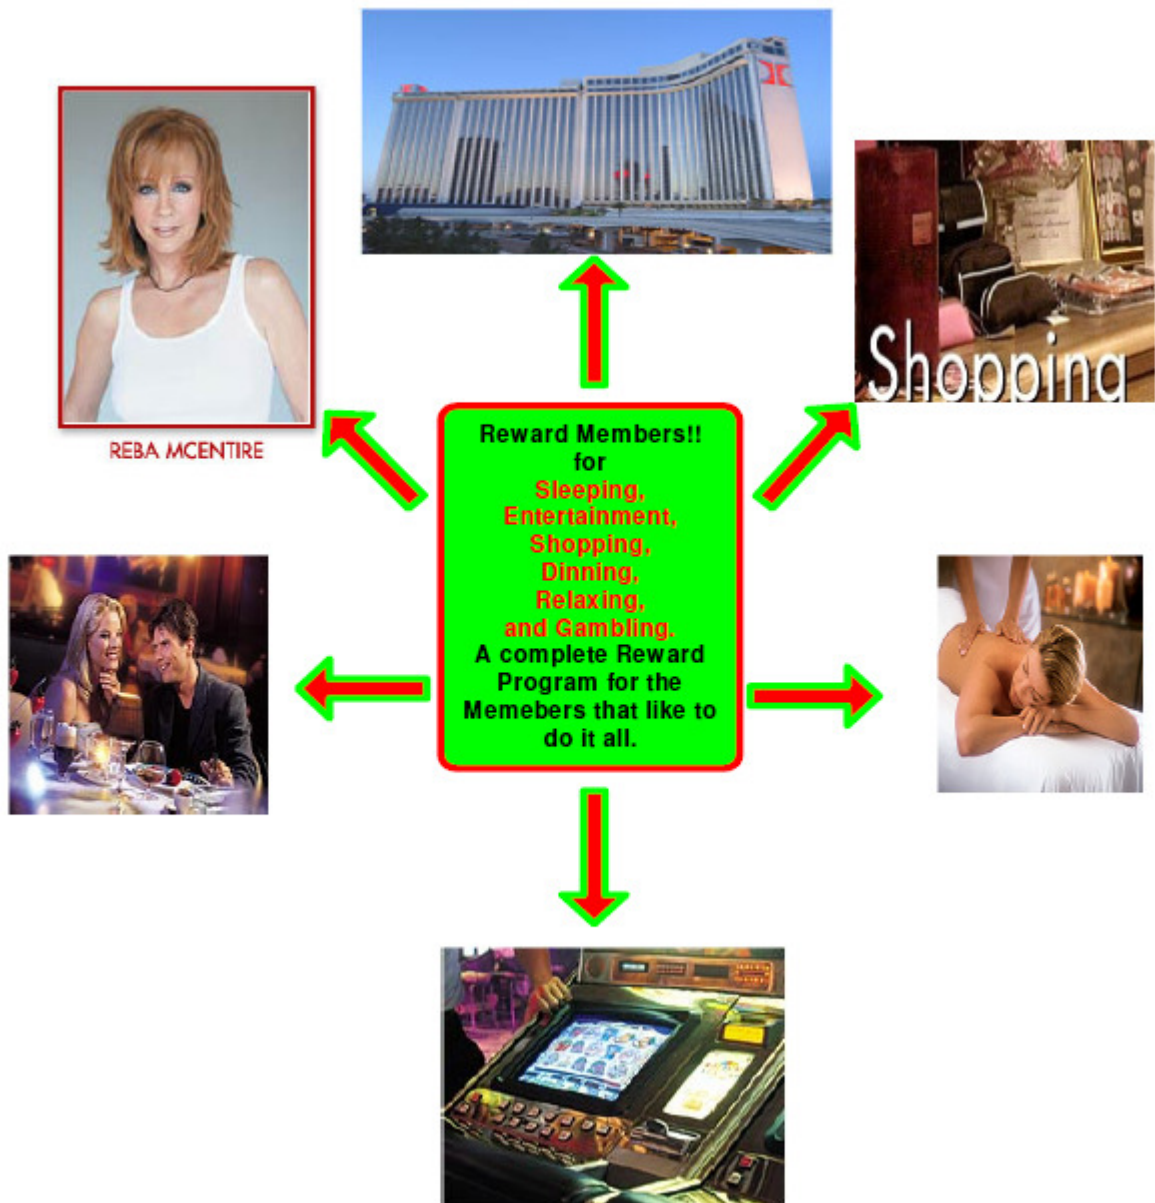 REBA MCENTIRE
Shopping
Reward Members!!
for
Sleeping,
Entertainment,
Shopping,
Dinning,
Relaxing,
and Gambling.
A complete Reward
Program for the
Memebers that like to
do it all.